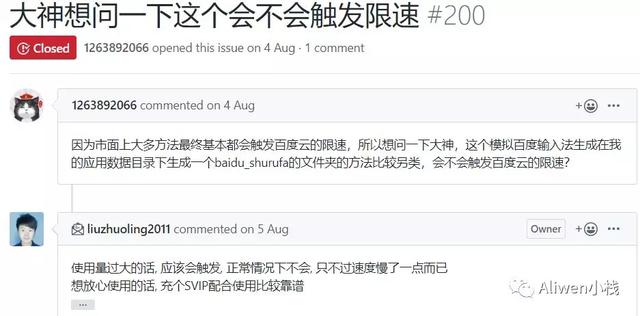 大神想问一下这个会不会触发限速 #200
Closed 1263892066 opened this issue on 4 Aug · 1 comment
1263892066 commented on 4 Aug
因为市面上大多方法最终基本都会触发百度云的限速，所以想问一下大神，这个模拟百度输入法生成在我
的应用数据目录下生成一个baidu_shurufa的文件夹的方法比较另类，会不会触发百度云的限速？
liuzhuoling2011 commented on 5 Aug
Owner
使用量过大的话, 应该会触发, 正常情况下不会, 只不过速度慢了一点而已
想放心使用的话, 充个SVIP配合使用比较靠谱
Aliwen小栈